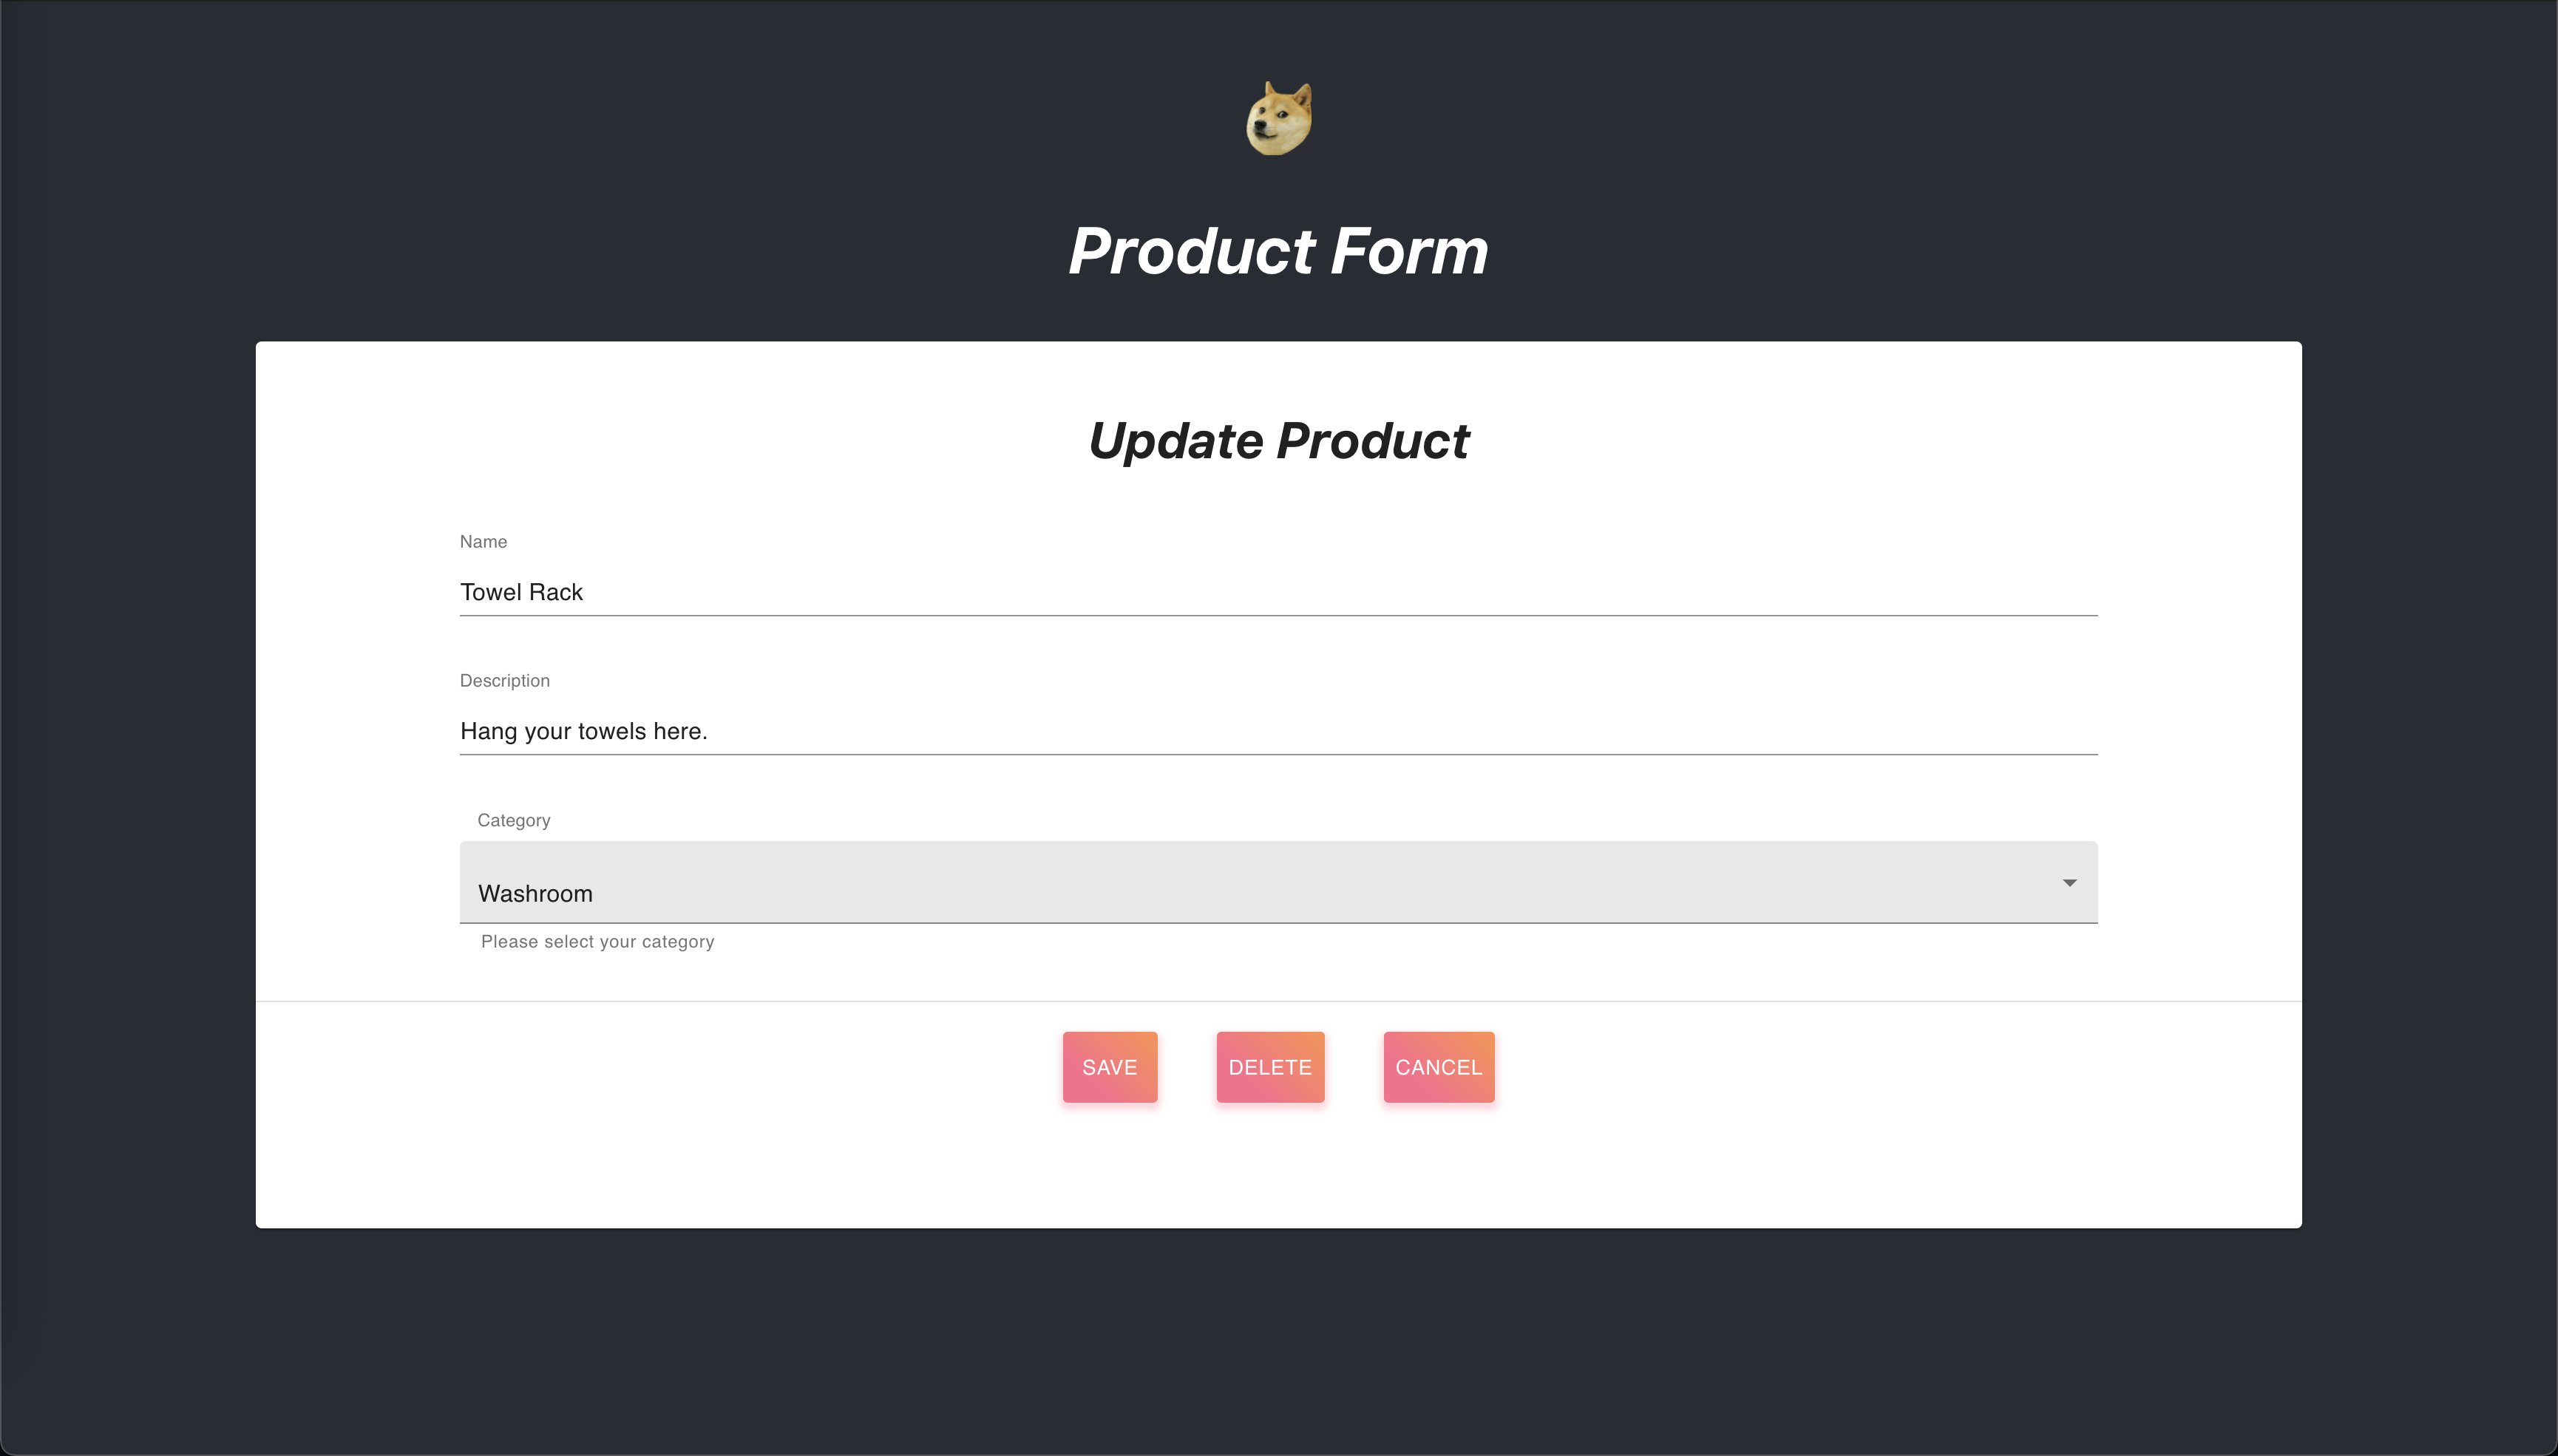 Product Form
Update Product
Name
Towel Rack
Description
Hang your towels here.
Category
Washroom
Please select your category
SAVE DELETE CANCEL